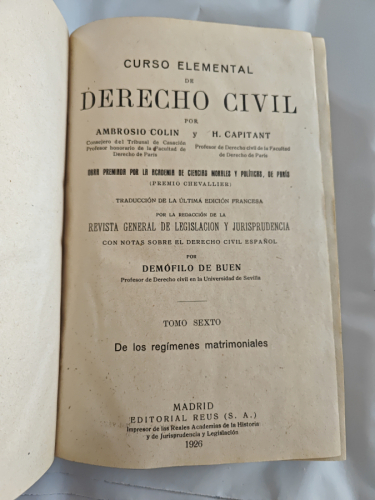 CURSO ELEMENTAL
DE
DERECHO CIVIL
POR
AMBROSIO COLIN y H. CAPITANT
Consejero del Tribunal de Casación
Profesor honorario de la Facultad de
Derecho de París
Profesor de Derecho civil de la Facultad
de Derecho de París
OBRA PREMIADA POR LA ACADEMIA DE CIENCIAS MORALES Y POLÍTICAS, DE PARÍS
(PREMIO CHEVALLIER)
TRADUCCIÓN DE LA ÚLTIMA EDICIÓN FRANCESA
POR LA REDACCIÓN DE LA
REVISTA GENERAL DE LEGISLACION Y JURISPRUDENCIA
CON NOTAS SOBRE EL DERECHO CIVIL ESPAÑOL
POR
DEMÓFILO DE BUEN
Profesor de Derecho civil en la Universidad de Sevilla
TOMO SEXTO
De los regímenes matrimoniales
MADRID
EDITORIAL REUS (S. A.)
Impresor de las Reales Academias de la Historia
y de Jurisprudencia y Legislación
1926